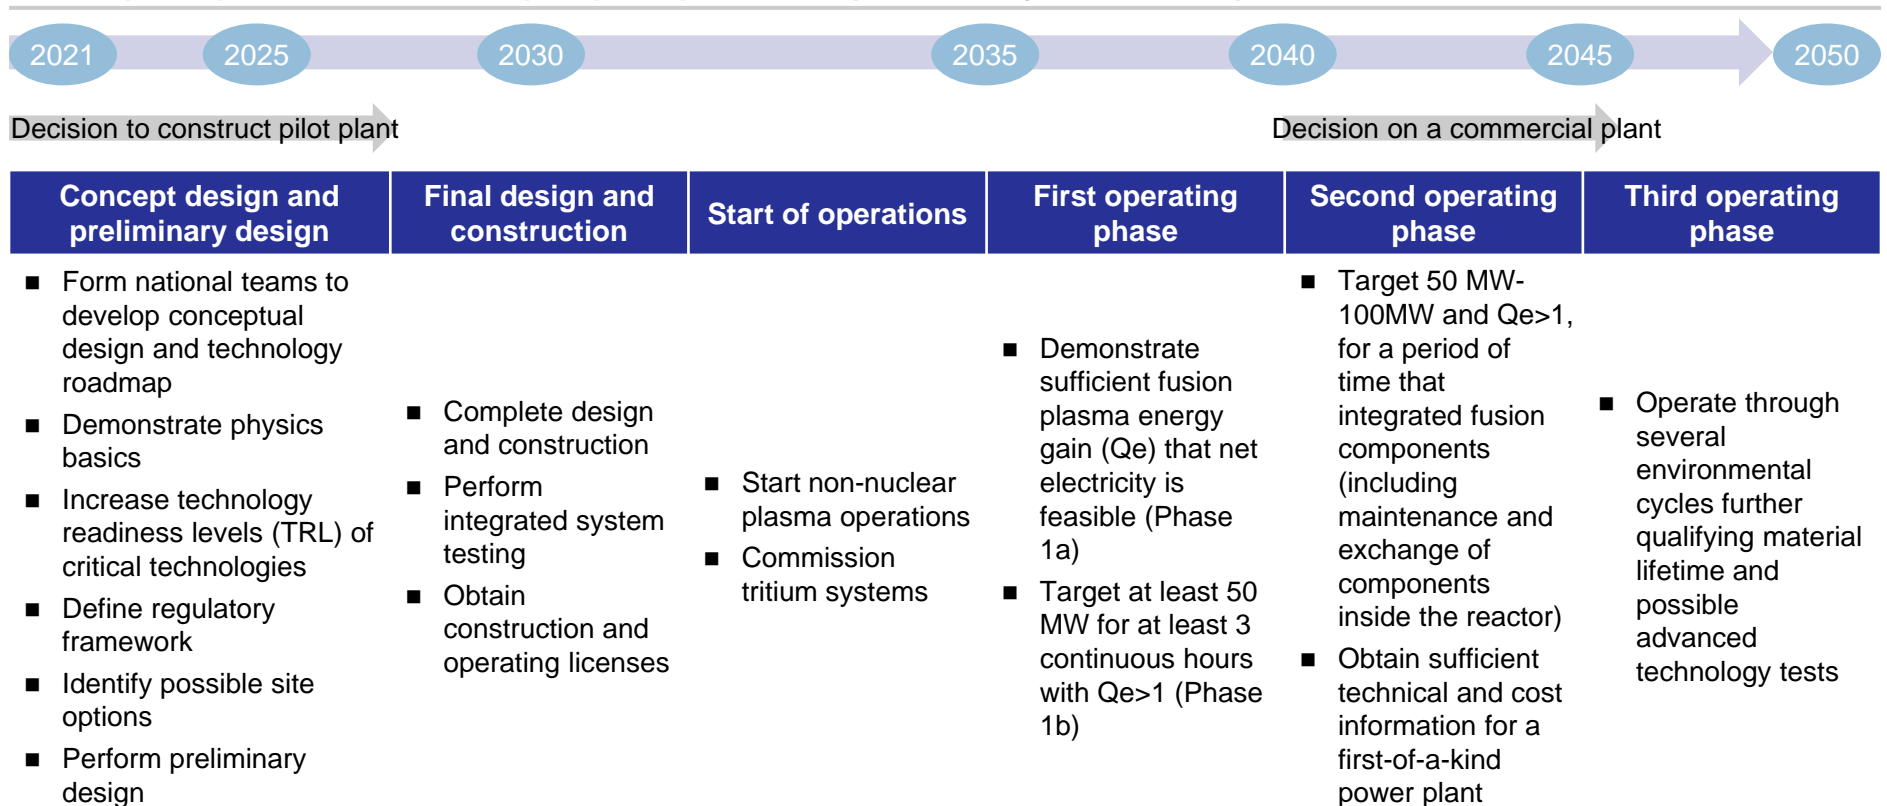 2021 2025 2030 2035 2040 2045 2050
Decision to construct pilot plant
Decision on a commercial plant
Concept design and
preliminary design
Final design and
construction
Start of operations
First operating
phase
Second operating
phase
Third operating
phase
■ Form national teams to
develop conceptual
design and technology
roadmap
■ Demonstrate physics
basics
■ Increase technology
readiness levels (TRL) of
critical technologies
■ Define regulatory
framework
■ Identify possible site
options
■ Perform preliminary
design
■ Complete design
and construction
■ Perform
integrated system
testing
■ Obtain
construction and
operating licenses
■ Start non-nuclear
plasma operations
■ Commission
tritium systems
■ Demonstrate
sufficient fusion
plasma energy
gain (Qe) that net
electricity is
feasible (Phase
1a)
■ Target at least 50
MW for at least 3
continuous hours
with Qe>1 (Phase
1b)
■ Target 50 MW-
100MW and Qe>1,
for a period of
time that
integrated fusion
components
(including
maintenance and
exchange of
components
inside the reactor)
■ Obtain sufficient
technical and cost
information for a
first-of-a-kind
power plant
■ Operate through
several
environmental
cycles further
qualifying material
lifetime and
possible
advanced
technology tests